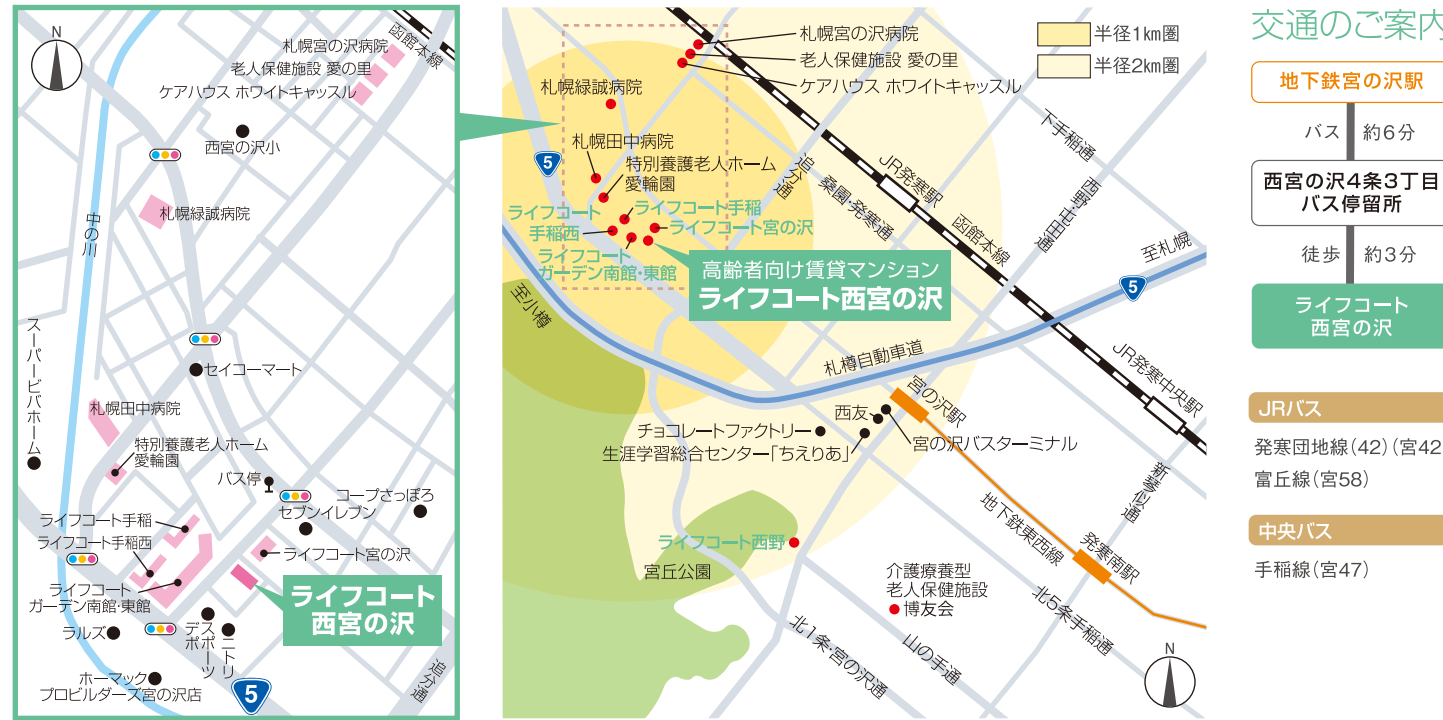 N
札幌宮の沢病院
老人保健施設 愛の里
ケアハウス ホワイトキャッスル
函館本線
西宮の沢小
札幌緑誠病院
中の川
スーパービバホーム
セイコーマート
札幌田中病院
特別養護老人ホーム
愛輪園
バス停
コープさっぽろ
セブンイレブン
ライフコート手稲
ライフコート手稲西
ライフコート宮の沢
ライフコート
ガーデン南館・東館
ライフコート
西宮の沢
ラルズ
スポーツ
デポ
ニトリ
ホーマック
プロビルダーズ宮の沢店
5
追分通
札幌宮の沢病院
老人保健施設 愛の里
ケアハウス ホワイトキャッスル
半径1km圏
半径2km圏
札幌緑誠病院
札幌田中病院
特別養護老人ホーム
愛輪園
5
ライフコート
手稲西
ライフコート手稲
ライフコート宮の沢
ライフコート
ガーデン南館・東館
高齢者向け賃貸マンション
ライフコート西宮の沢
追分通
桑園・発寒通
JR発寒駅
函館本線
下手稲通
西野・屯田通
至札幌
5
至小樽
札樽自動車道
JR発寒中央駅
宮の沢駅
西友
チョコレートファクトリー
生涯学習総合センター「ちえりあ」
宮の沢バスターミナル
新琴似通
地下鉄東西線
発寒南駅
ライフコート西野
宮丘公園
介護療養型
老人保健施設
博友会
北5条手稲通
山の手通
北1条・宮の沢通
N
交通のご案内
地下鉄宮の沢駅
バス 約6分
西宮の沢4条3丁目
バス停留所
徒歩 約3分
ライフコート
西宮の沢
JRバス
発寒団地線(42)(宮42
富丘線(宮58)
中央バス
手稲線(宮47)